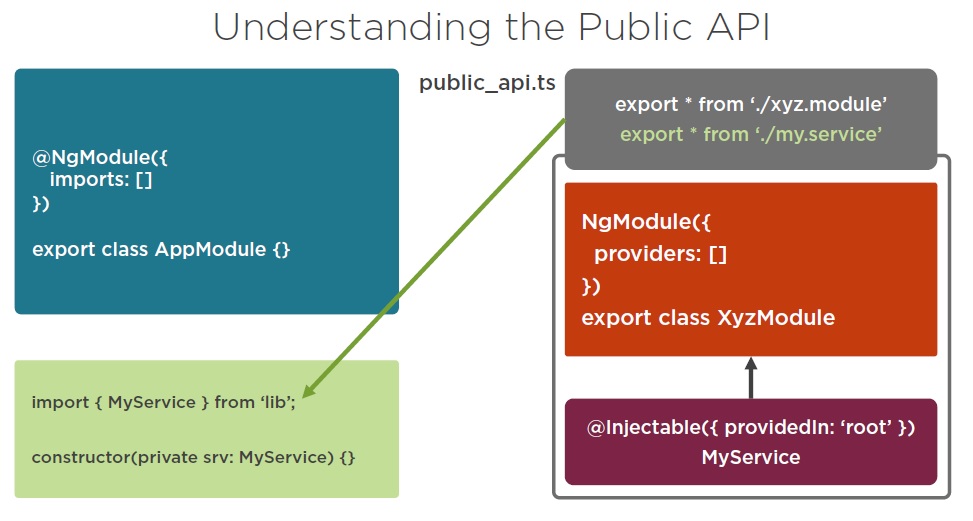 Understanding the Public API
@NgModule({
imports: []
})
export class AppModule {}
import { MyService } from ‘lib’;
constructor(private srv: MyService) {}
public_api.ts
export * from ‘./xyz.module’
export * from ‘./my.service’
NgModule({
providers: []
})
export class XyzModule
@Injectable({ providedIn: ‘root’ })
MyService